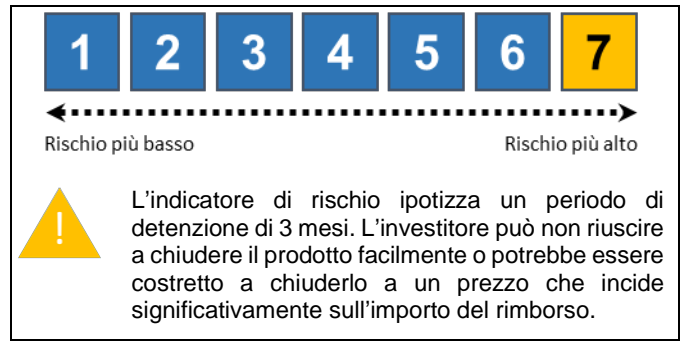 1 2 3 4 5 6 7
Rischio più basso Rischio più alto
!
L'indicatore di rischio ipotizza un periodo di
detenzione di 3 mesi. L'investitore può non riuscire
a chiudere il prodotto facilmente o potrebbe essere
costretto a chiuderlo a un prezzo che incide
significativamente sull'importo del rimborso.